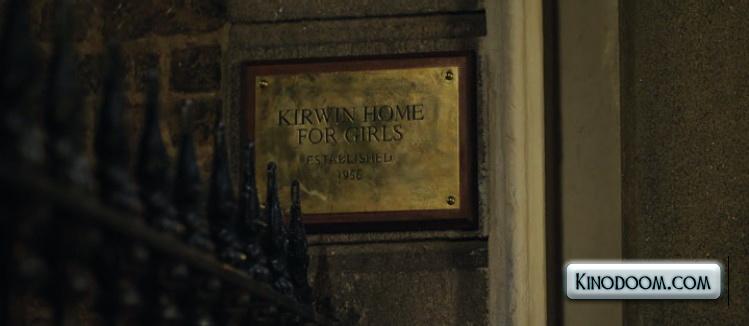 KIRWIN HOME
FOR GIRLS
ESTABLISHED
1956
KINODOOM.COM